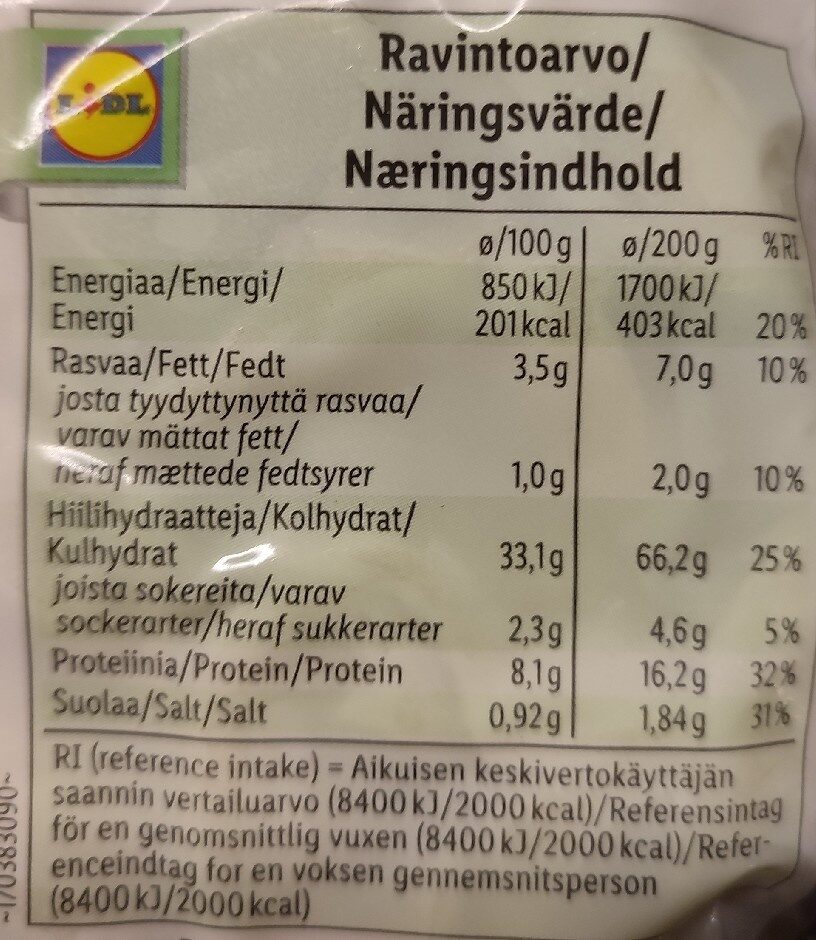 LIDL
Ravintoarvo/
Näringsvärde/
Næringsindhold
ø/100g ø/200g %RI
Energiaa/Energi/ 850kJ/ 1700kJ/
Energi 201kcal 403kcal 20%
Rasvaa/Fett/Fedt 3,5g 7,0g 10%
josta tyydyttynyttä rasvaa/
varav mättat fett/
heraf mættede fedtsyrer 1,0g 2,0g 10%
Hiilihydraatteja/Kolhydrat/
Kulhydrat 33,1g 66,2g 25%
joista sokereita/varav
sockerarter/heraf sukkerarter 2,3g 4,6g 5%
Proteiinia/Protein/Protein 8,1g 16,2g 32%
Suolaa/Salt/Salt 0,92g 1,84g 31%
RI (reference intake) = Aikuisen keskivertokäyttäjän
saannin vertailuarvo (8400kJ/2000kcal)/Referensintag
för en genomsnittlig vuxen (8400kJ/2000kcal)/Refer-
enceindtag for en voksen gennemsnitsperson
(8400kJ/2000kcal)
~1703883090~